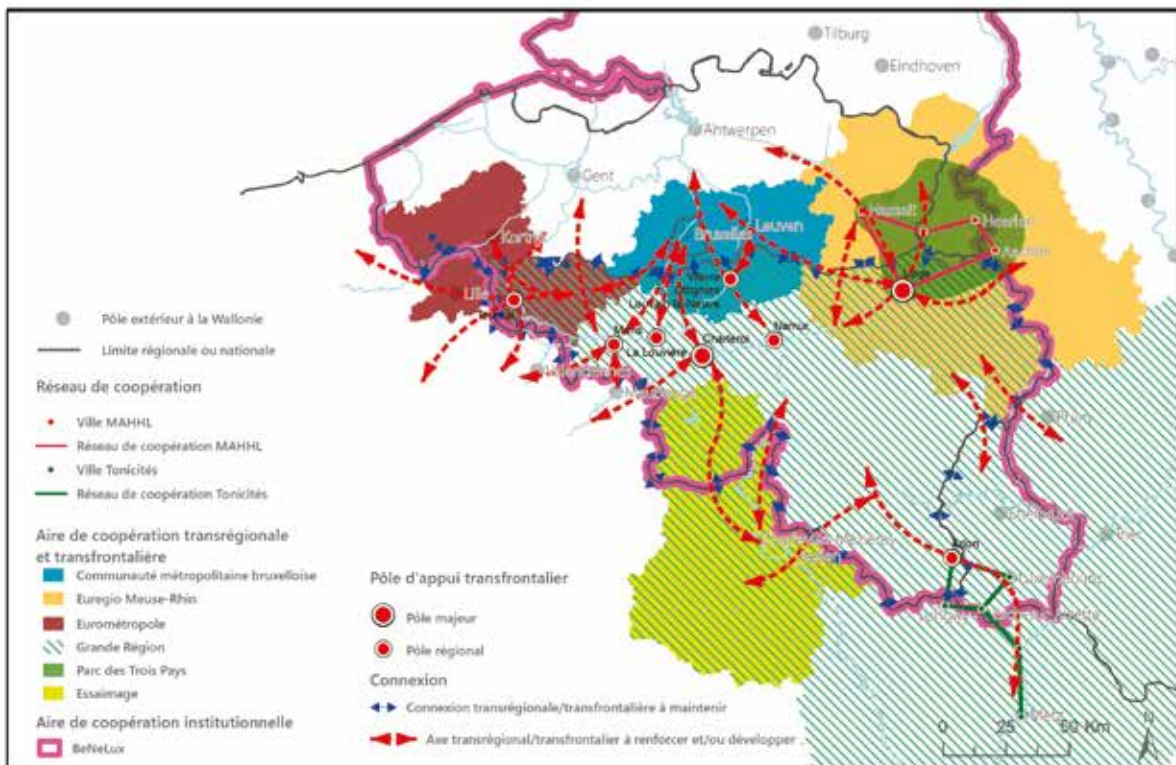 Tilburg
Eindhoven
Antwerpen
Gent
Hasselt
Heerlen
Aachen
Leuven
Bruxelles
Lille
Mons
La Louvière
Charleroi
Namur
Arlon
Metz
Pôle extérieur à la Wallonie
Limite régionale ou nationale
Réseau de coopération
Ville MAHHL
Réseau de coopération MAHHL
Ville Tonicités
Réseau de coopération Tonicités
Aire de coopération transrégionale
et transfrontalière
Communauté métropolitaine bruxelloise
Euregio Meuse-Rhin
Eurométropole
Grande Région
Parc des Trois Pays
Essaimage
Aire de coopération institutionnelle
BeNeLux
Pôle d'appui transfrontalier
Pôle majeur
Pôle régional
Connexion
Connexion transrégionale/transfrontalière à maintenir
Axe transrégional/transfrontalier à renforcer et/ou développer
0 25 50 Km
N